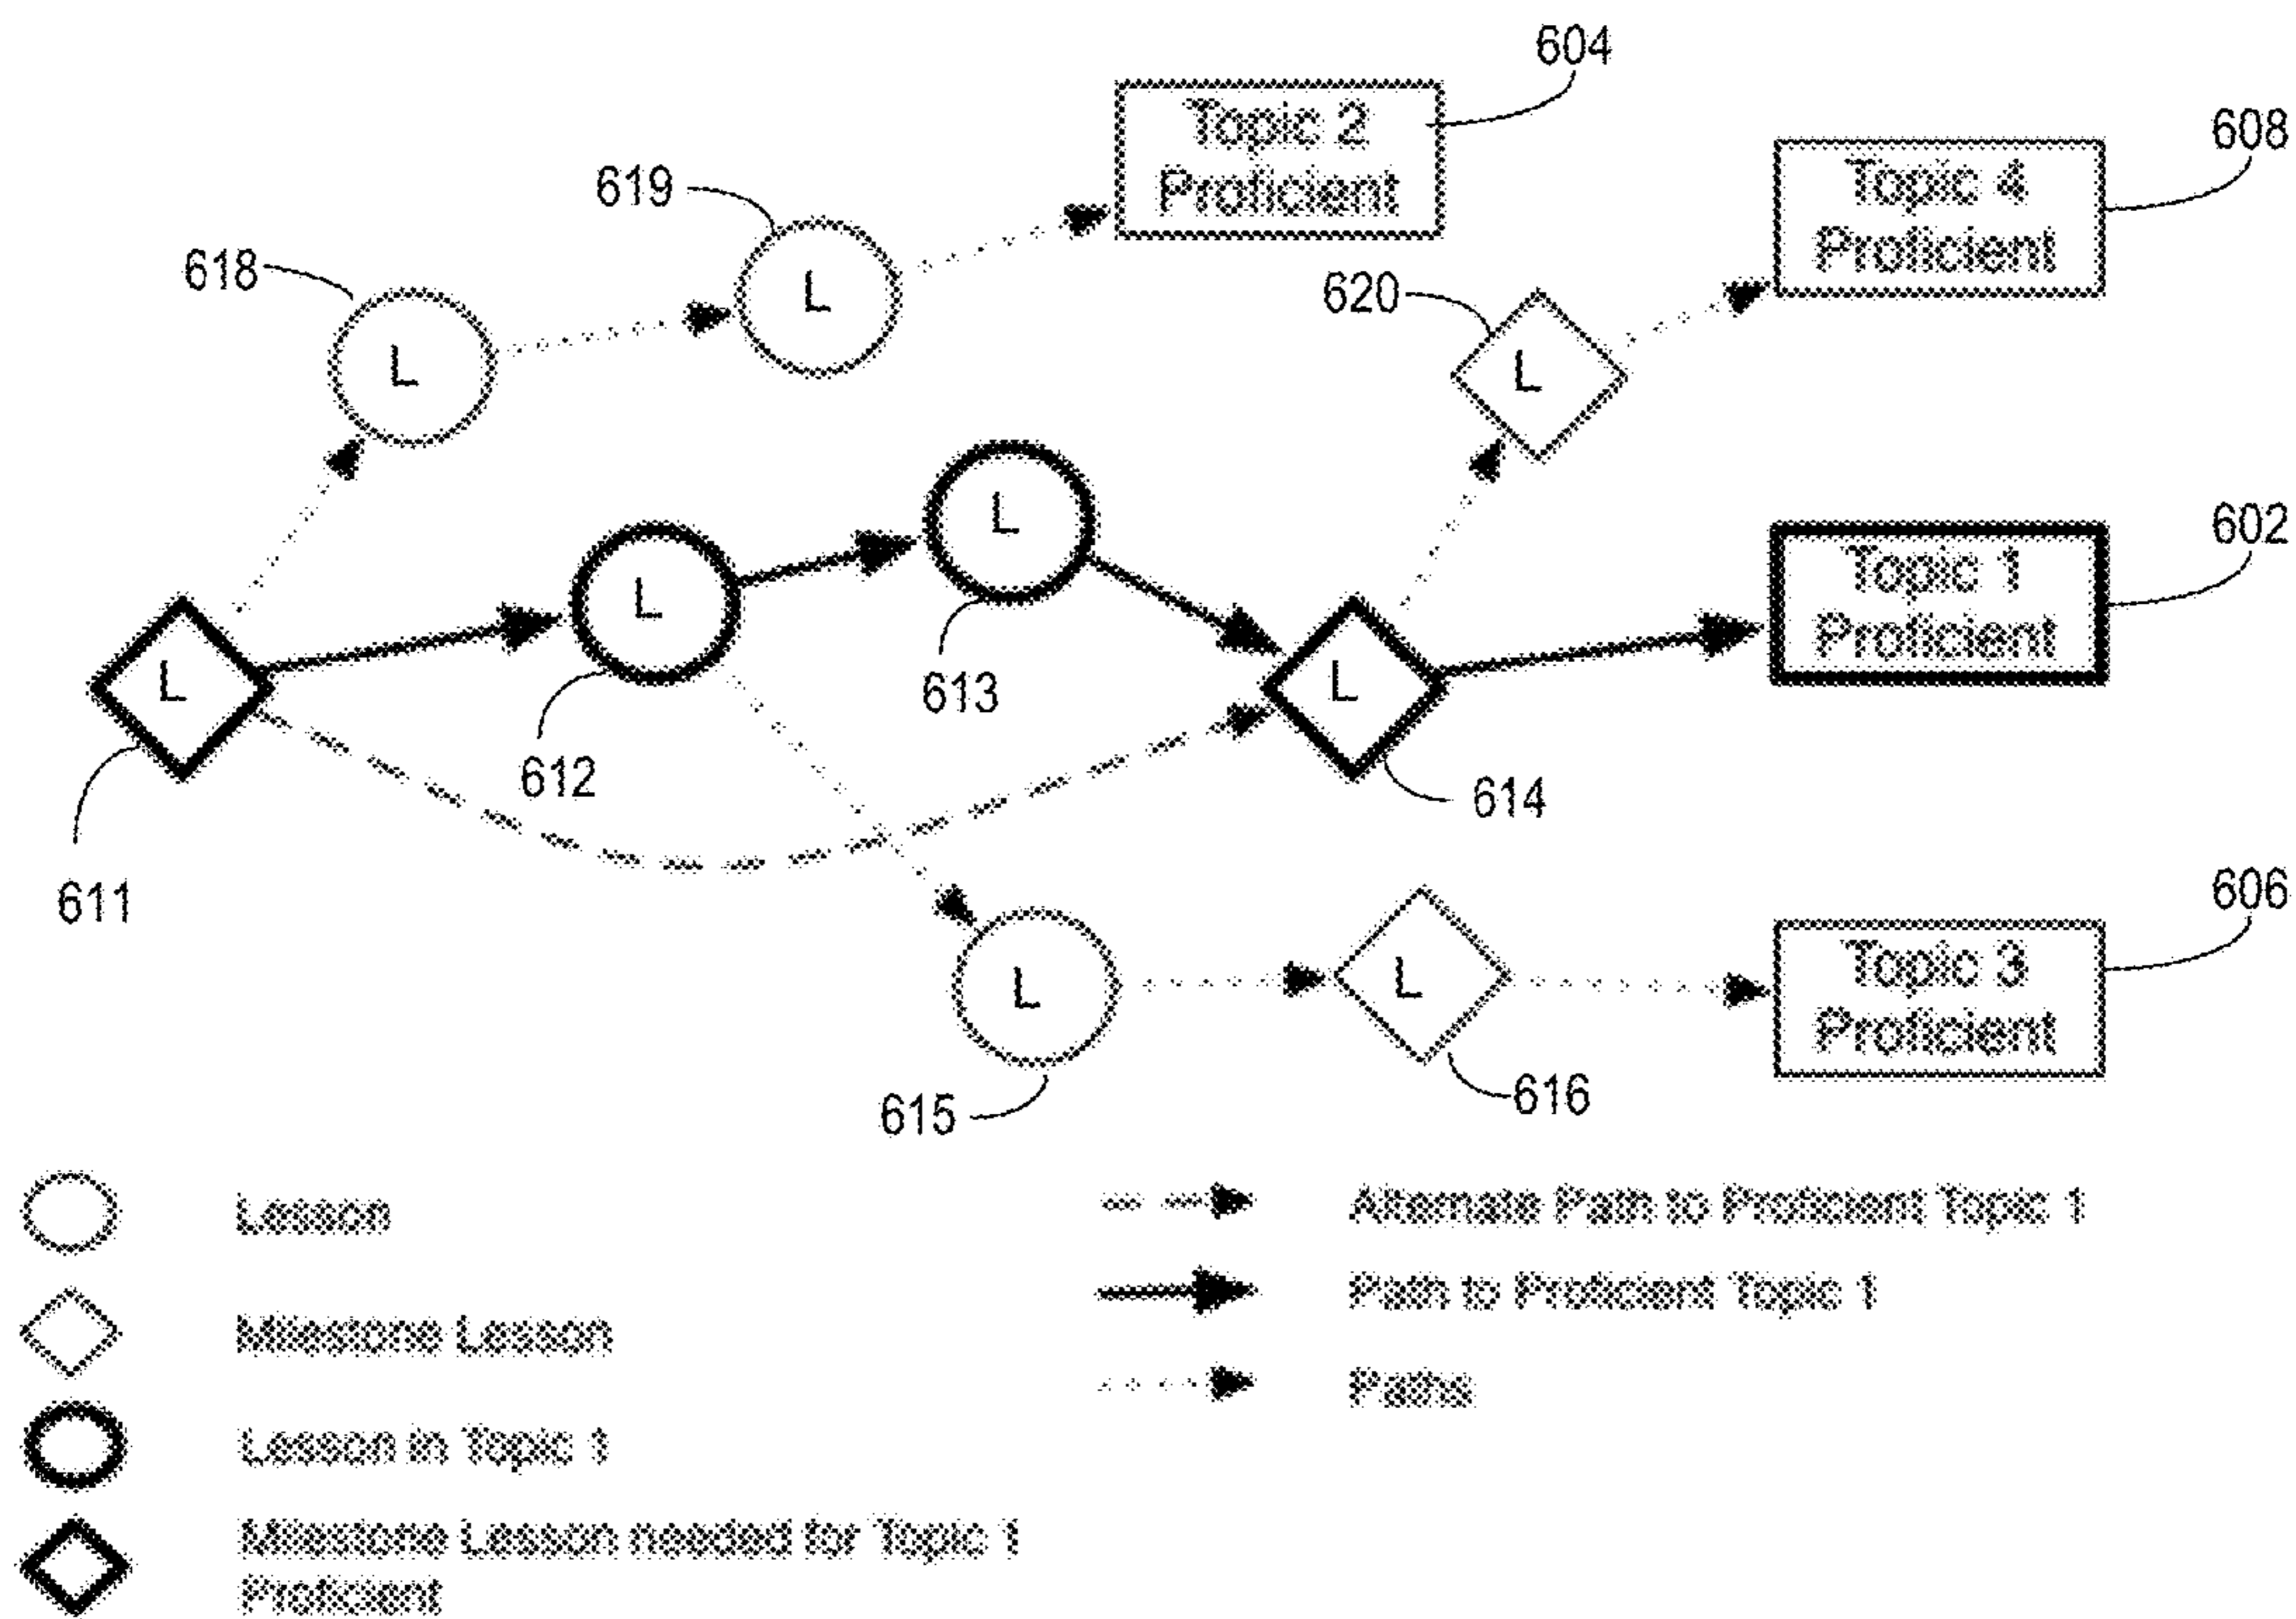 604
Topic 2
Proficient
608
Topic 4
Proficient
619
618
L
L
620
L
602
Topic 1
Proficient
L
L
613
L
612
L
614
611
606
Topic 3
Proficient
L
L
615
616
Lesson
Milestone Lesson
Lesson in Topic 1
Milestone Lesson needed for Topic 1
Proficient
Alternate Path to Proficient Topic 1
Path to Proficient Topic 1
Paths